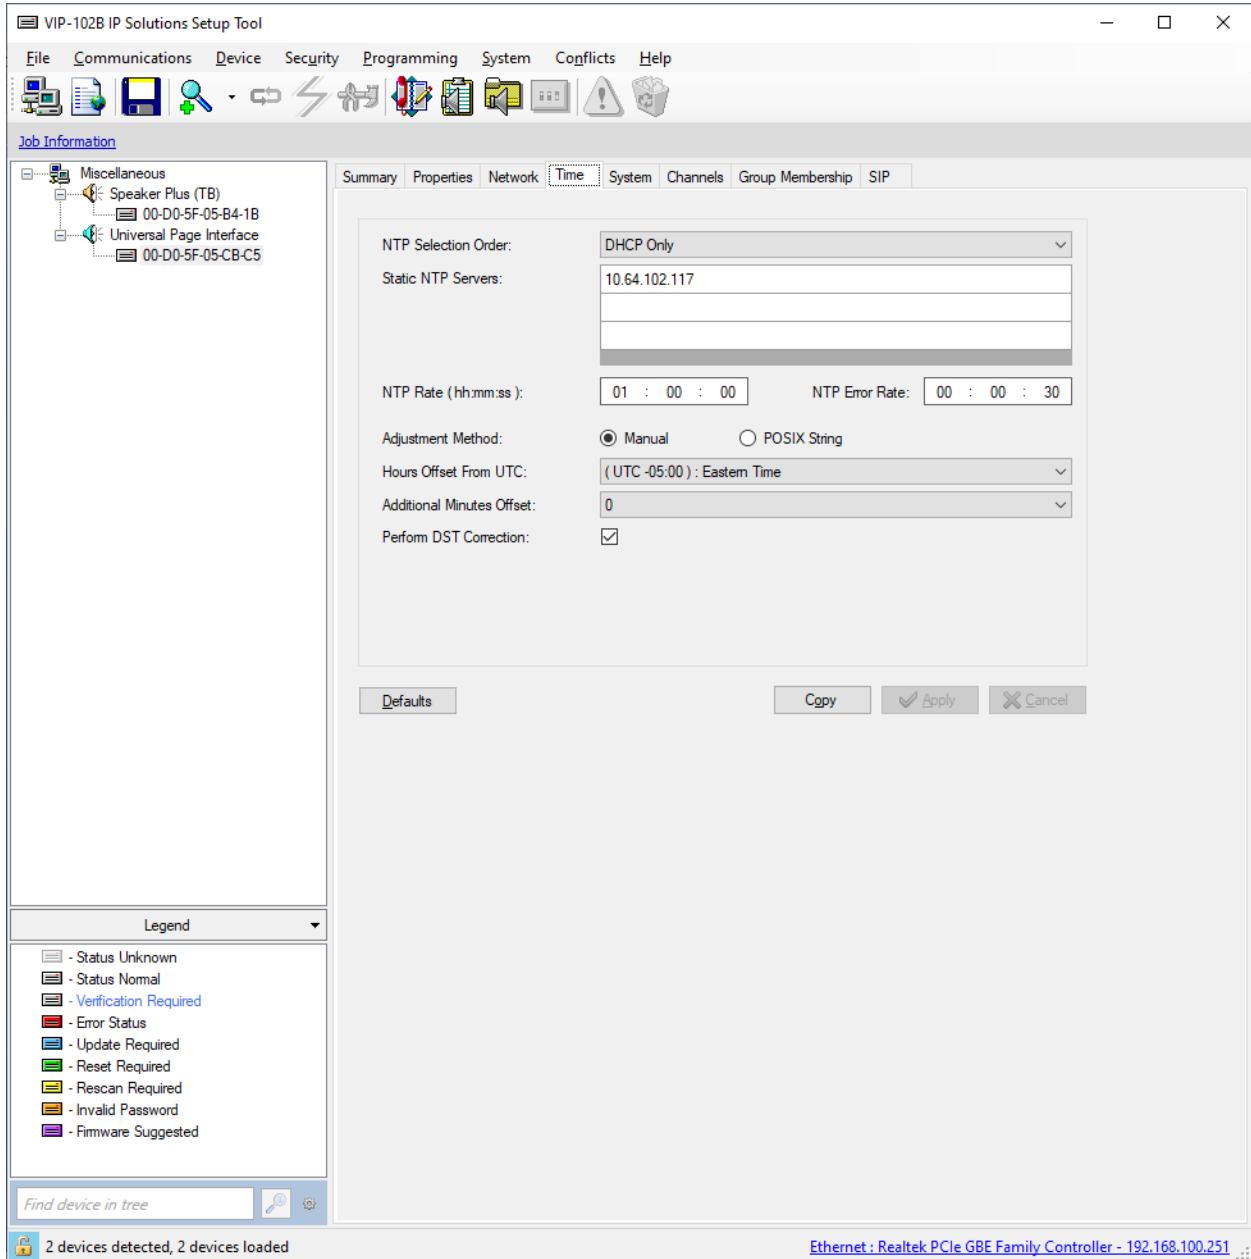 VIP-102B IP Solutions Setup Tool
File Communications Device Security Programming System Conflicts Help
Job Information
Miscellaneous
Speaker Plus (TB)
00-D0-5F-05-B4-1B
Universal Page Interface
00-D0-5F-05-CB-C5
Summary Properties Network Time System Channels Group Membership SIP
NTP Selection Order: DHCP Only
Static NTP Servers: 10.64.102.117
NTP Rate ( hh:mm:ss ): 01 : 00 : 00 NTP Error Rate: 00 : 00 : 30
Adjustment Method: Manual POSIX String
Hours Offset From UTC: ( UTC -05:00 ) : Eastern Time
Additional Minutes Offset: 0
Perform DST Correction:
Defaults Copy Apply Cancel
Legend
- Status Unknown
- Status Normal
- Verification Required
- Error Status
- Update Required
- Reset Required
- Rescan Required
- Invalid Password
- Firmware Suggested
Find device in tree
2 devices detected, 2 devices loaded Ethernet : Realtek PCIe GBE Family Controller - 192.168.100.251